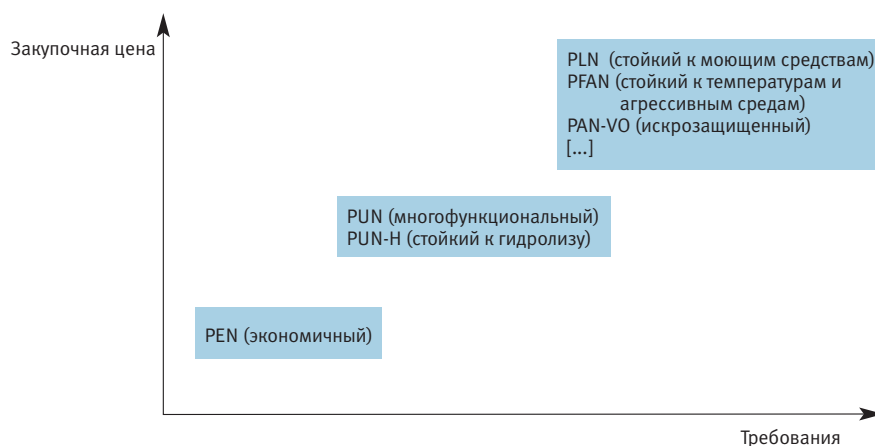 Закупочная цена
PLN (стойкий к моющим средствам)
PFAN (стойкий к температурам и
агрессивным средам)
PAN-VO (искрозащищенный)
[...]
PUN (многофункциональный)
PUN-H (стойкий к гидролизу)
PEN (экономичный)
Требования